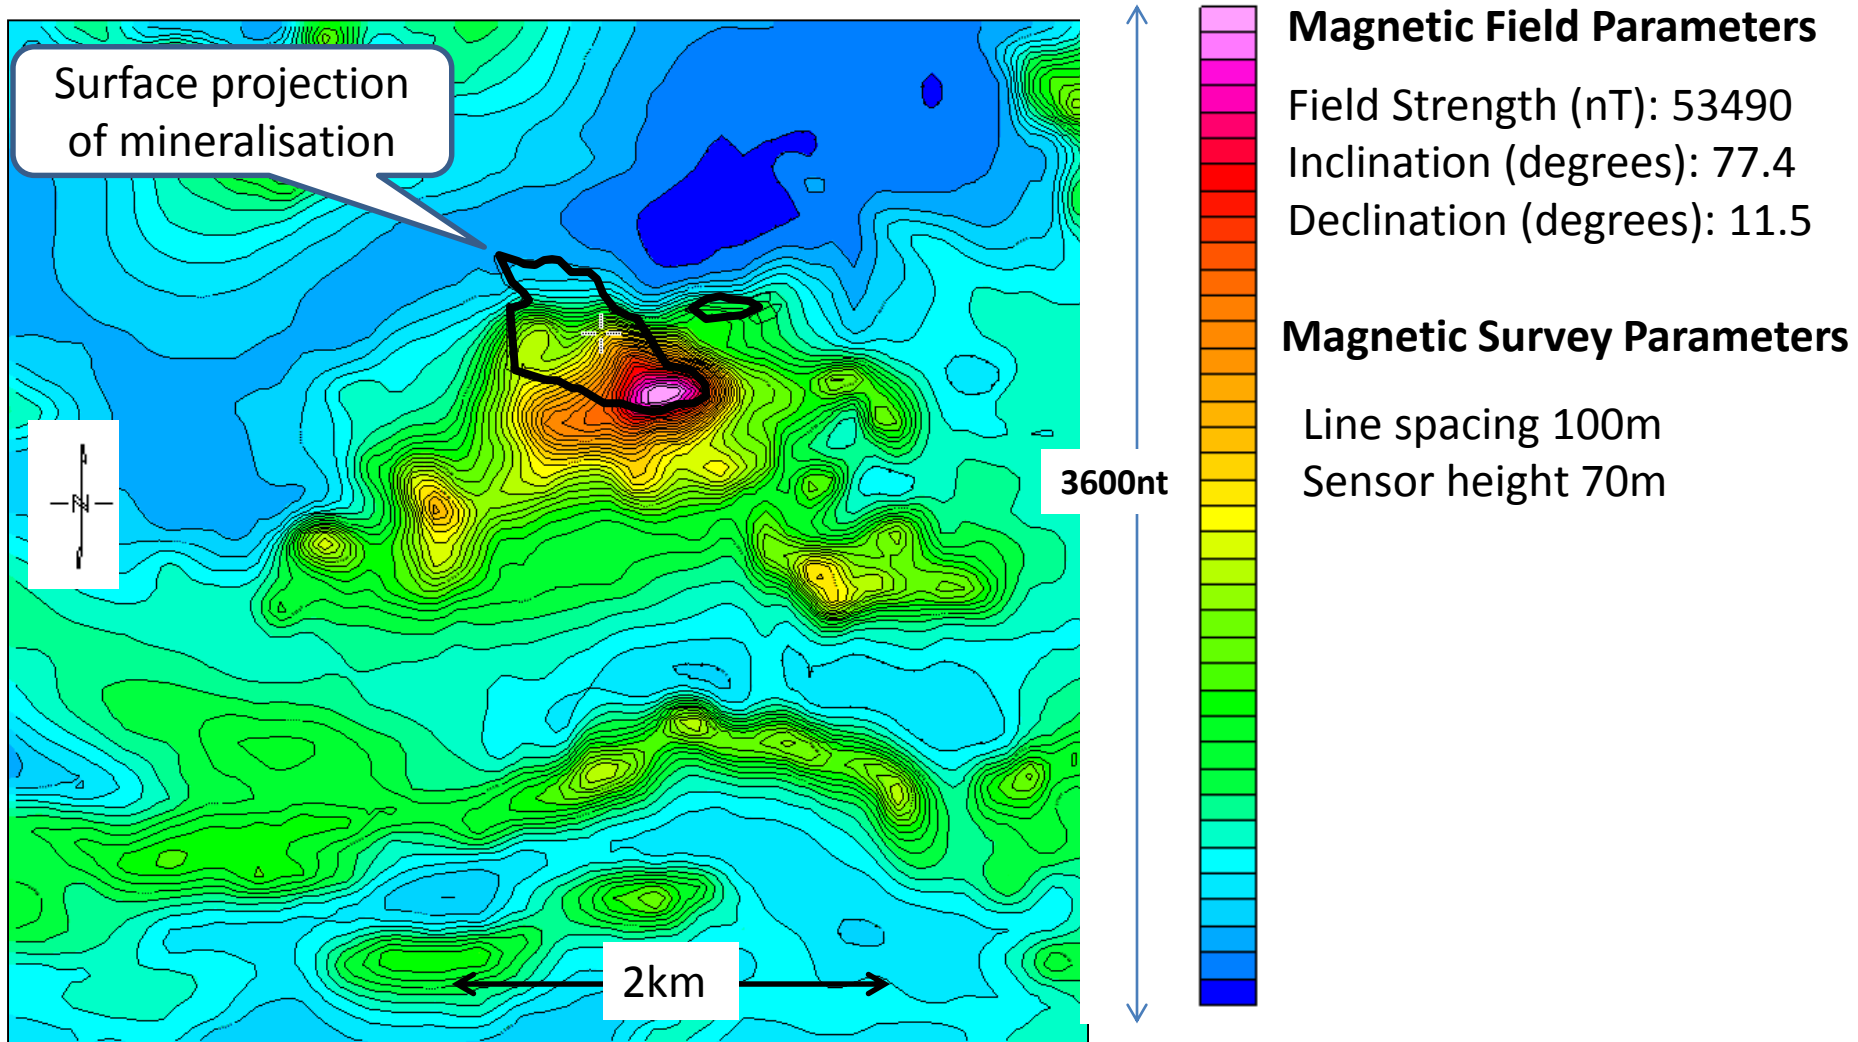 Surface projection
of mineralisation
N
2km
3600nt
Magnetic Field Parameters
Field Strength (nT): 53490
Inclination (degrees): 77.4
Declination (degrees): 11.5
Magnetic Survey Parameters
Line spacing 100m
Sensor height 70m